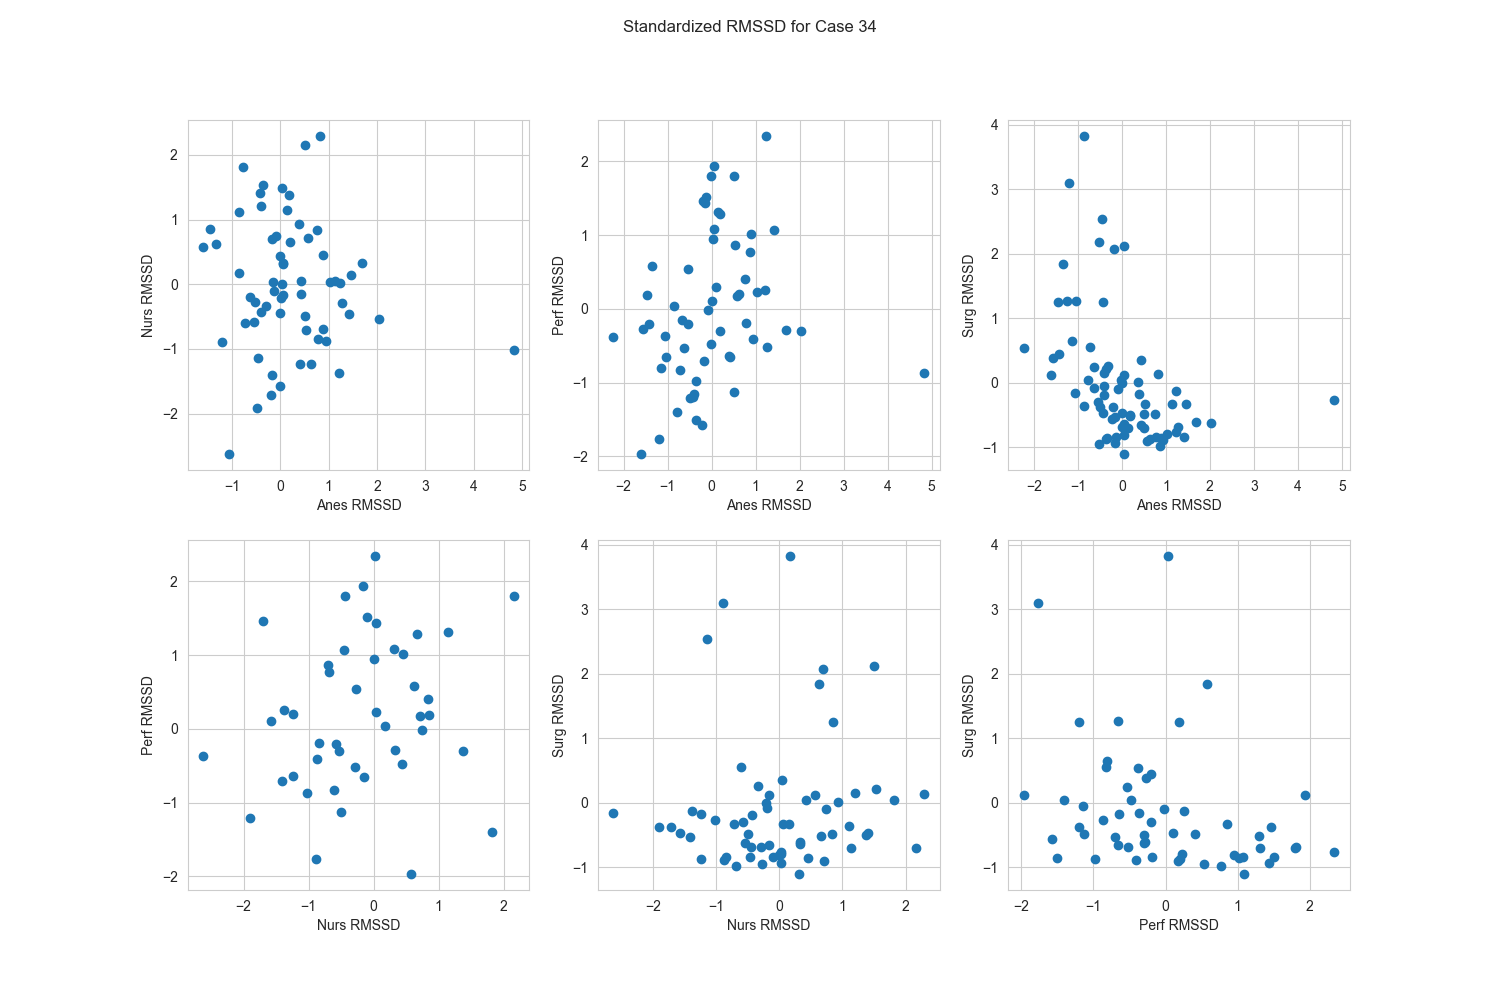 Standardized RMSSD for Case 34
2
1
0
−1
−2
Nurs RMSSD
−1 0 1 2 3 4 5
Anes RMSSD
2
1
0
−1
−2
Perf RMSSD
−2 −1 0 1 2 3 4 5
Anes RMSSD
4
3
2
1
0
−1
Surg RMSSD
−2 −1 0 1 2 3 4 5
Anes RMSSD
2
1
0
−1
−2
Perf RMSSD
−2 −1 0 1 2
Nurs RMSSD
4
3
2
1
0
−1
Surg RMSSD
−2 −1 0 1 2
Nurs RMSSD
4
3
2
1
0
−1
Surg RMSSD
−2 −1 0 1 2
Perf RMSSD